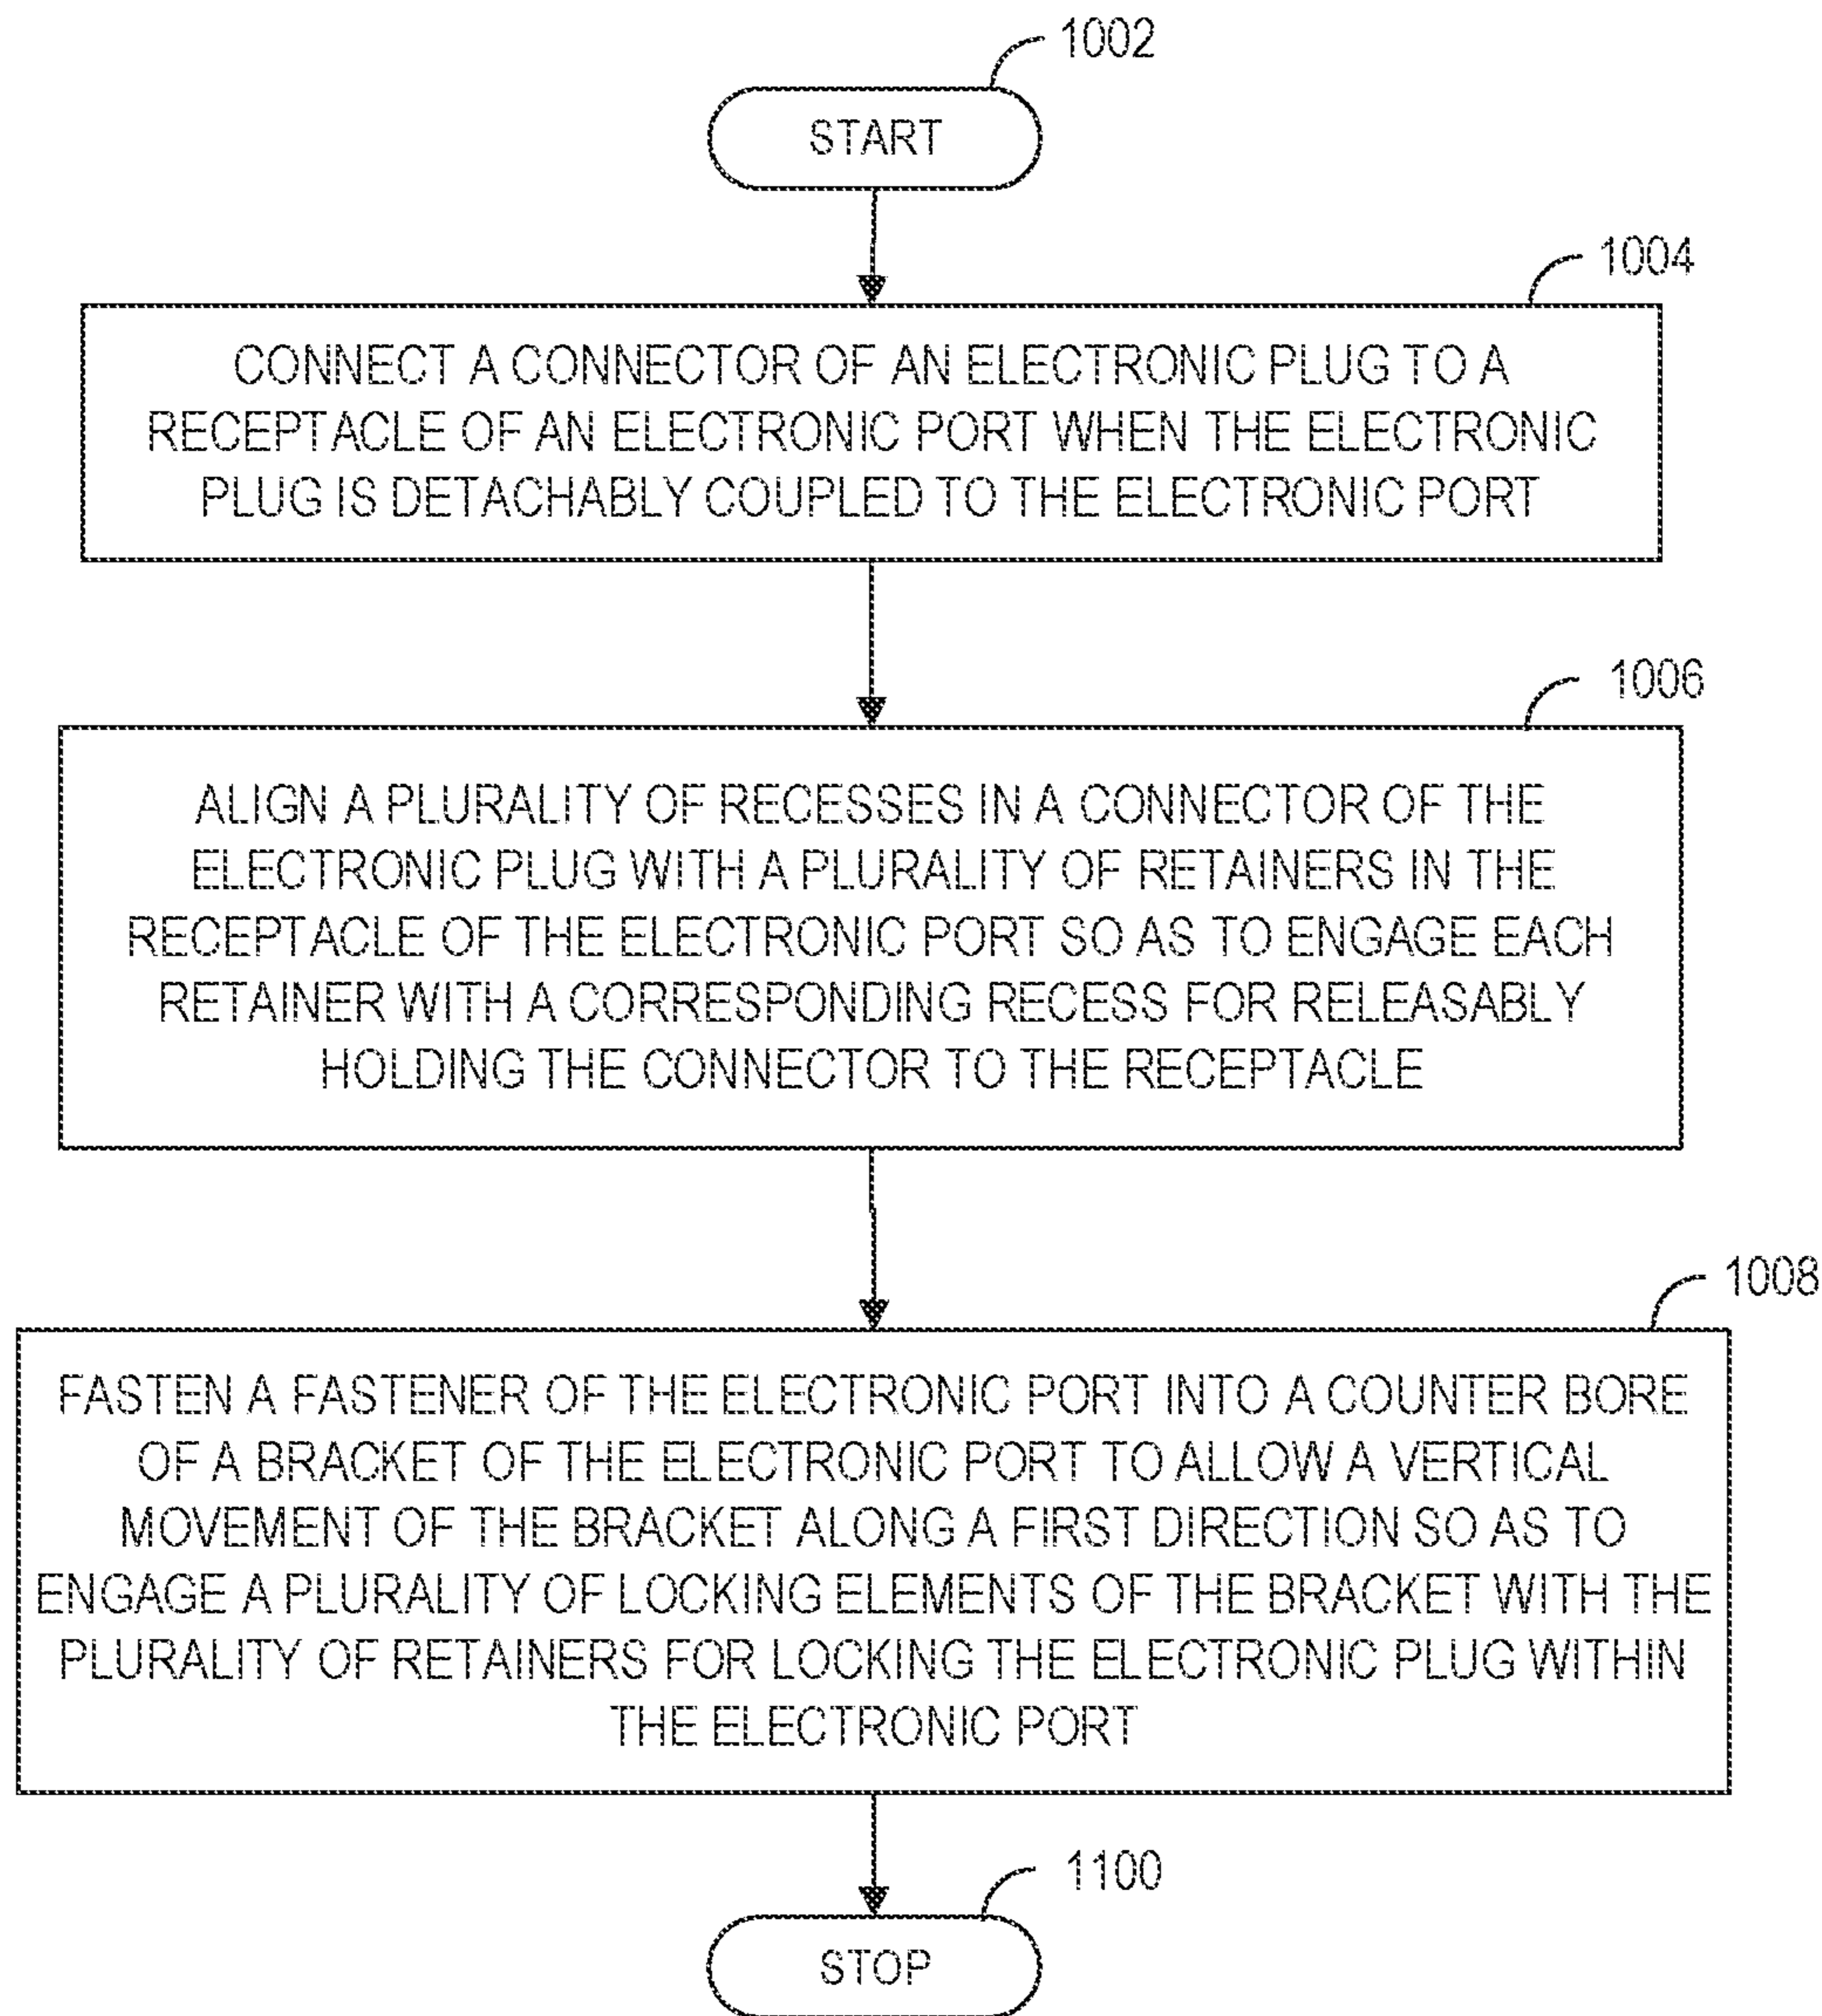 1002
START
1004
CONNECT A CONNECTOR OF AN ELECTRONIC PLUG TO A
RECEPTACLE OF AN ELECTRONIC PORT WHEN THE ELECTRONIC
PLUG IS DETACHABLY COUPLED TO THE ELECTRONIC PORT
1006
ALIGN A PLURALITY OF RECESSES IN A CONNECTOR OF THE
ELECTRONIC PLUG WITH A PLURALITY OF RETAINERS IN THE
RECEPTACLE OF THE ELECTRONIC PORT SO AS TO ENGAGE EACH
RETAINER WITH A CORRESPONDING RECESS FOR RELEASABLY
HOLDING THE CONNECTOR TO THE RECEPTACLE
1008
FASTEN A FASTENER OF THE ELECTRONIC PORT INTO A COUNTER BORE
OF A BRACKET OF THE ELECTRONIC PORT TO ALLOW A VERTICAL
MOVEMENT OF THE BRACKET ALONG A FIRST DIRECTION SO AS TO
ENGAGE A PLURALITY OF LOCKING ELEMENTS OF THE BRACKET WITH THE
PLURALITY OF RETAINERS FOR LOCKING THE ELECTRONIC PLUG WITHIN
THE ELECTRONIC PORT
1100
STOP